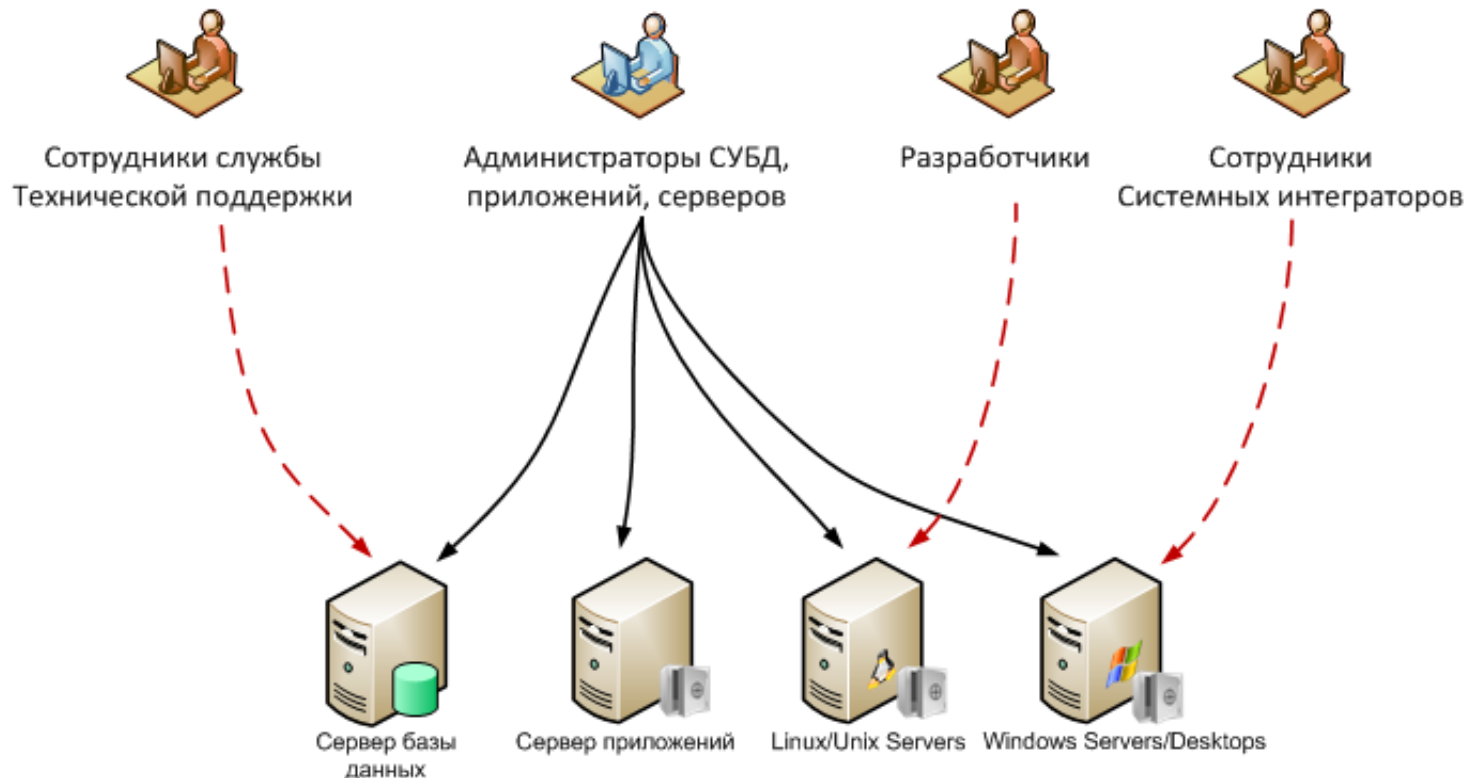 Сотрудники службы
Технической поддержки
Администраторы СУБД,
приложений, серверов
Разработчики
Сотрудники
Системных интеграторов
Сервер базы
данных
Сервер приложений
Linux/Unix Servers
Windows Servers/Desktops